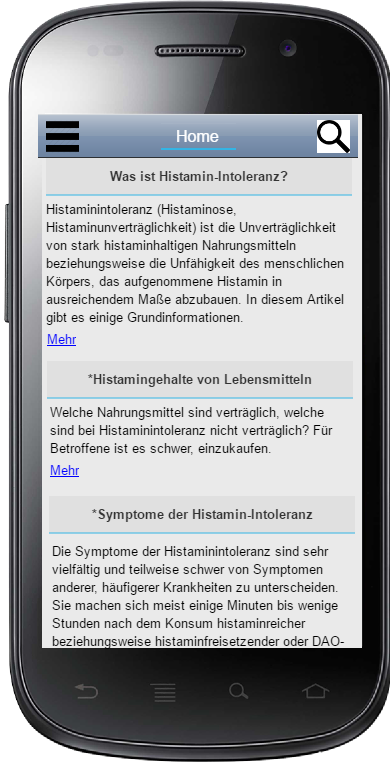 Home
Was ist Histamin-Intoleranz?
Histaminintoleranz (Histaminose,
Histaminunverträglichkeit) ist die Unverträglichkeit
von stark histaminhaltigen Nahrungsmitteln
beziehungsweise die Unfähigkeit des menschlichen
Körpers, das aufgenommene Histamin in
ausreichendem Maße abzubauen. In diesem Artikel
gibt es einige Grundinformationen.
Mehr
*Histamingehalte von Lebensmitteln
Welche Nahrungsmittel sind verträglich, welche
sind bei Histaminintoleranz nicht verträglich? Für
Betroffene ist es schwer, einzukaufen.
Mehr
*Symptome der Histamin-Intoleranz
Die Symptome der Histaminintoleranz sind sehr
vielfältig und teilweise schwer von Symptomen
anderer, häufigerer Krankheiten zu unterscheiden.
Sie machen sich meist einige Minuten bis wenige
Stunden nach dem Konsum histaminreicher
beziehungsweise histaminfreisetzender oder DAO-